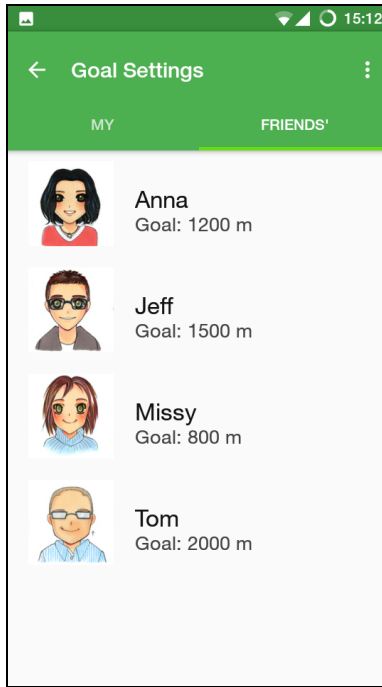 15:12
Goal Settings
MY
FRIENDS'
Anna
Goal: 1200 m
Jeff
Goal: 1500 m
Missy
Goal: 800 m
Tom
Goal: 2000 m